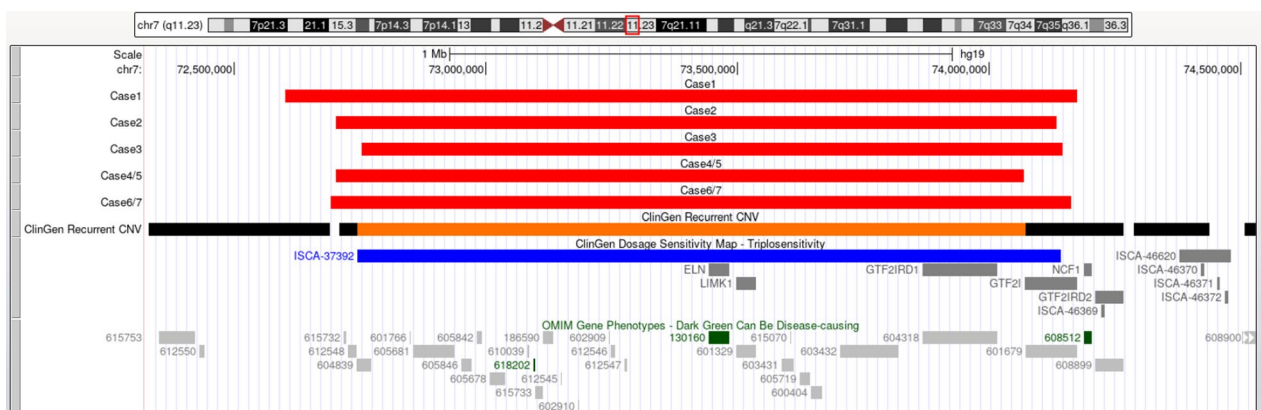 chr7 (q11.23) 7p21.3 21.1 15.3 7p14.3 7p14.1 13 11.2 11.21 11.22 11.23 7q21.11 q21.3 7q22.1 7q31.1 7q33 7q34 7q35 q36.1 36.3
Scale 1 Mb hg19
chr7: 72,500,000 73,000,000 73,500,000 74,000,000 74,500,000
Case1
Case1
Case2
Case2
Case3
Case3
Case4/5
Case4/5
Case6/7
Case6/7
ClinGen Recurrent CNV
ClinGen Recurrent CNV
ClinGen Dosage Sensitivity Map - Triplosensitivity
ISCA-37392 ISCA-46620
ELN GTF2IRD1 NCF1 ISCA-46370
LIMK1 GTF2I ISCA-46371
GTF2IRD2 ISCA-46372
ISCA-46369
OMIM Gene Phenotypes - Dark Green Can Be Disease-causing
615753 615732 601766 605842 186590 602909 130160 615070 604318 608512 608900
612550 612548 605681 610039 612546 601329 603432 601679
604839 605846 618202 612547 603431 608899
605678 612545 605719
615733 600404
602910